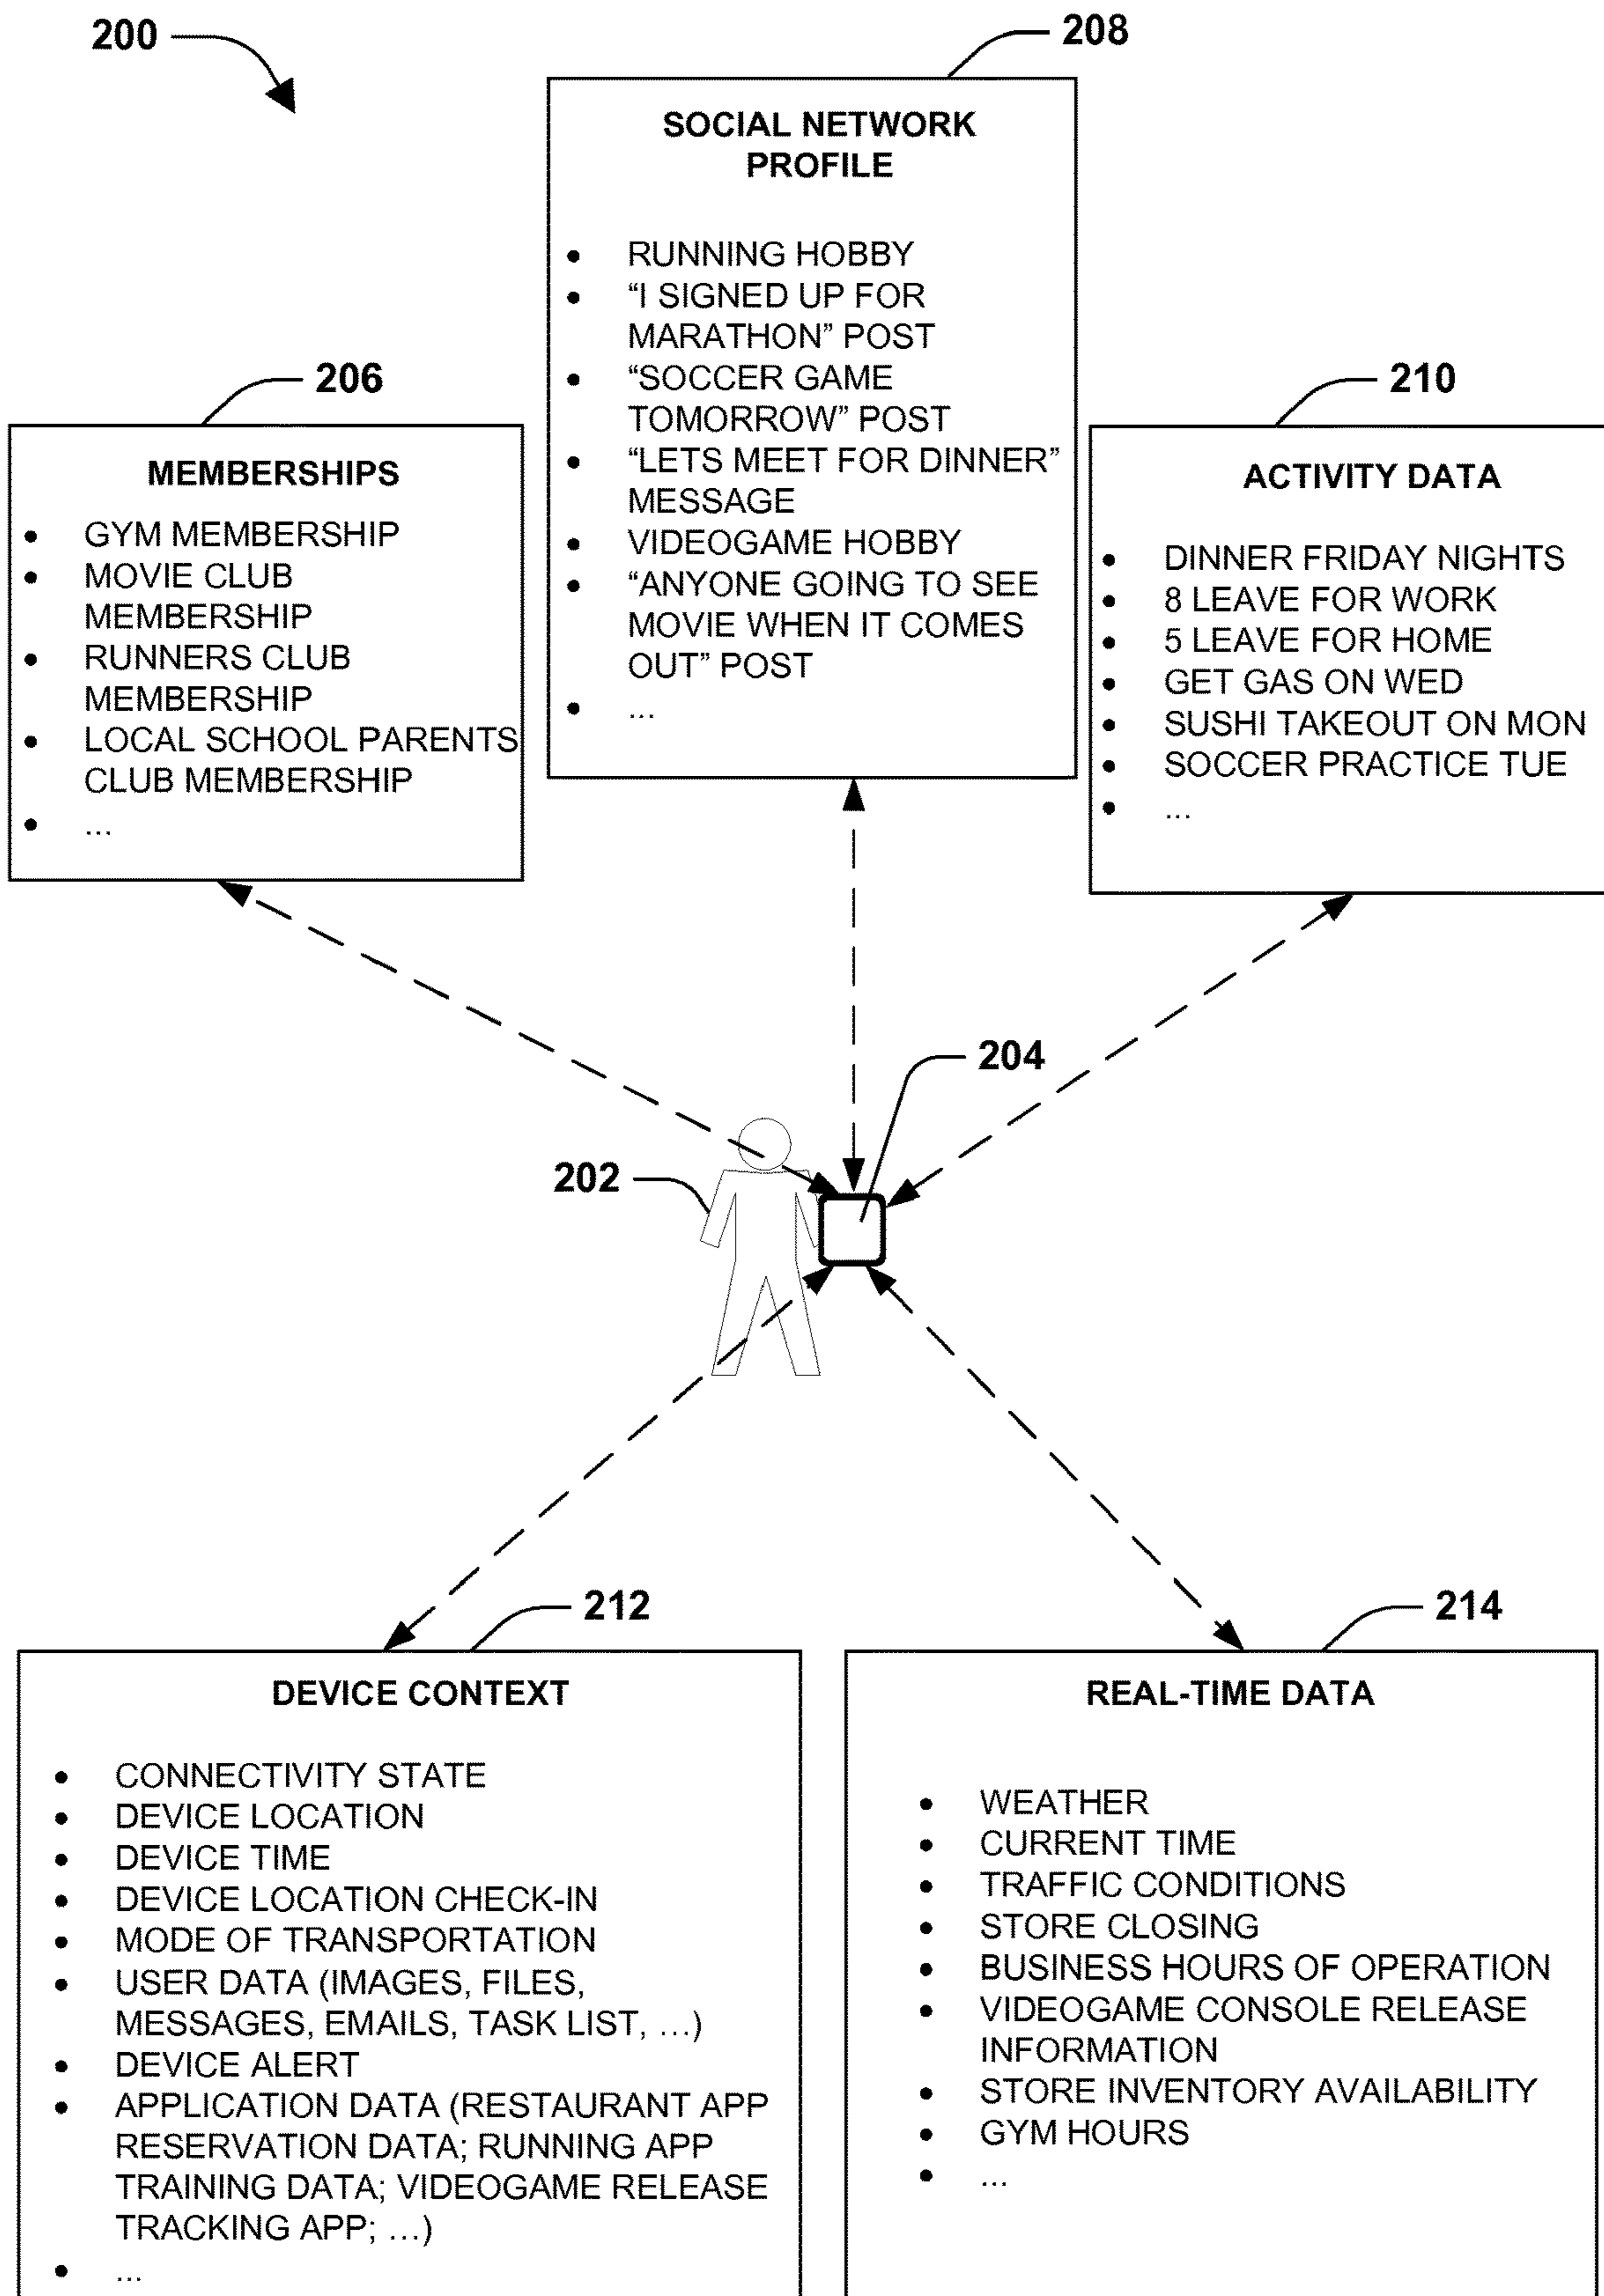 200
208
SOCIAL NETWORK
PROFILE
• RUNNING HOBBY
• “I SIGNED UP FOR
MARATHON” POST
• “SOCCER GAME
TOMORROW” POST
• “LETS MEET FOR DINNER”
MESSAGE
• VIDEOGAME HOBBY
• “ANYONE GOING TO SEE
MOVIE WHEN IT COMES
OUT” POST
• ...
206
MEMBERSHIPS
• GYM MEMBERSHIP
• MOVIE CLUB
MEMBERSHIP
• RUNNERS CLUB
MEMBERSHIP
• LOCAL SCHOOL PARENTS
CLUB MEMBERSHIP
• ...
210
ACTIVITY DATA
• DINNER FRIDAY NIGHTS
• 8 LEAVE FOR WORK
• 5 LEAVE FOR HOME
• GET GAS ON WED
• SUSHI TAKEOUT ON MON
• SOCCER PRACTICE TUE
• ...
204
202
212
DEVICE CONTEXT
• CONNECTIVITY STATE
• DEVICE LOCATION
• DEVICE TIME
• DEVICE LOCATION CHECK-IN
• MODE OF TRANSPORTATION
• USER DATA (IMAGES, FILES,
MESSAGES, EMAILS, TASK LIST, ...)
• DEVICE ALERT
• APPLICATION DATA (RESTAURANT APP
RESERVATION DATA; RUNNING APP
TRAINING DATA; VIDEOGAME RELEASE
TRACKING APP; ...)
• ...
214
REAL-TIME DATA
• WEATHER
• CURRENT TIME
• TRAFFIC CONDITIONS
• STORE CLOSING
• BUSINESS HOURS OF OPERATION
• VIDEOGAME CONSOLE RELEASE
INFORMATION
• STORE INVENTORY AVAILABILITY
• GYM HOURS
• ...